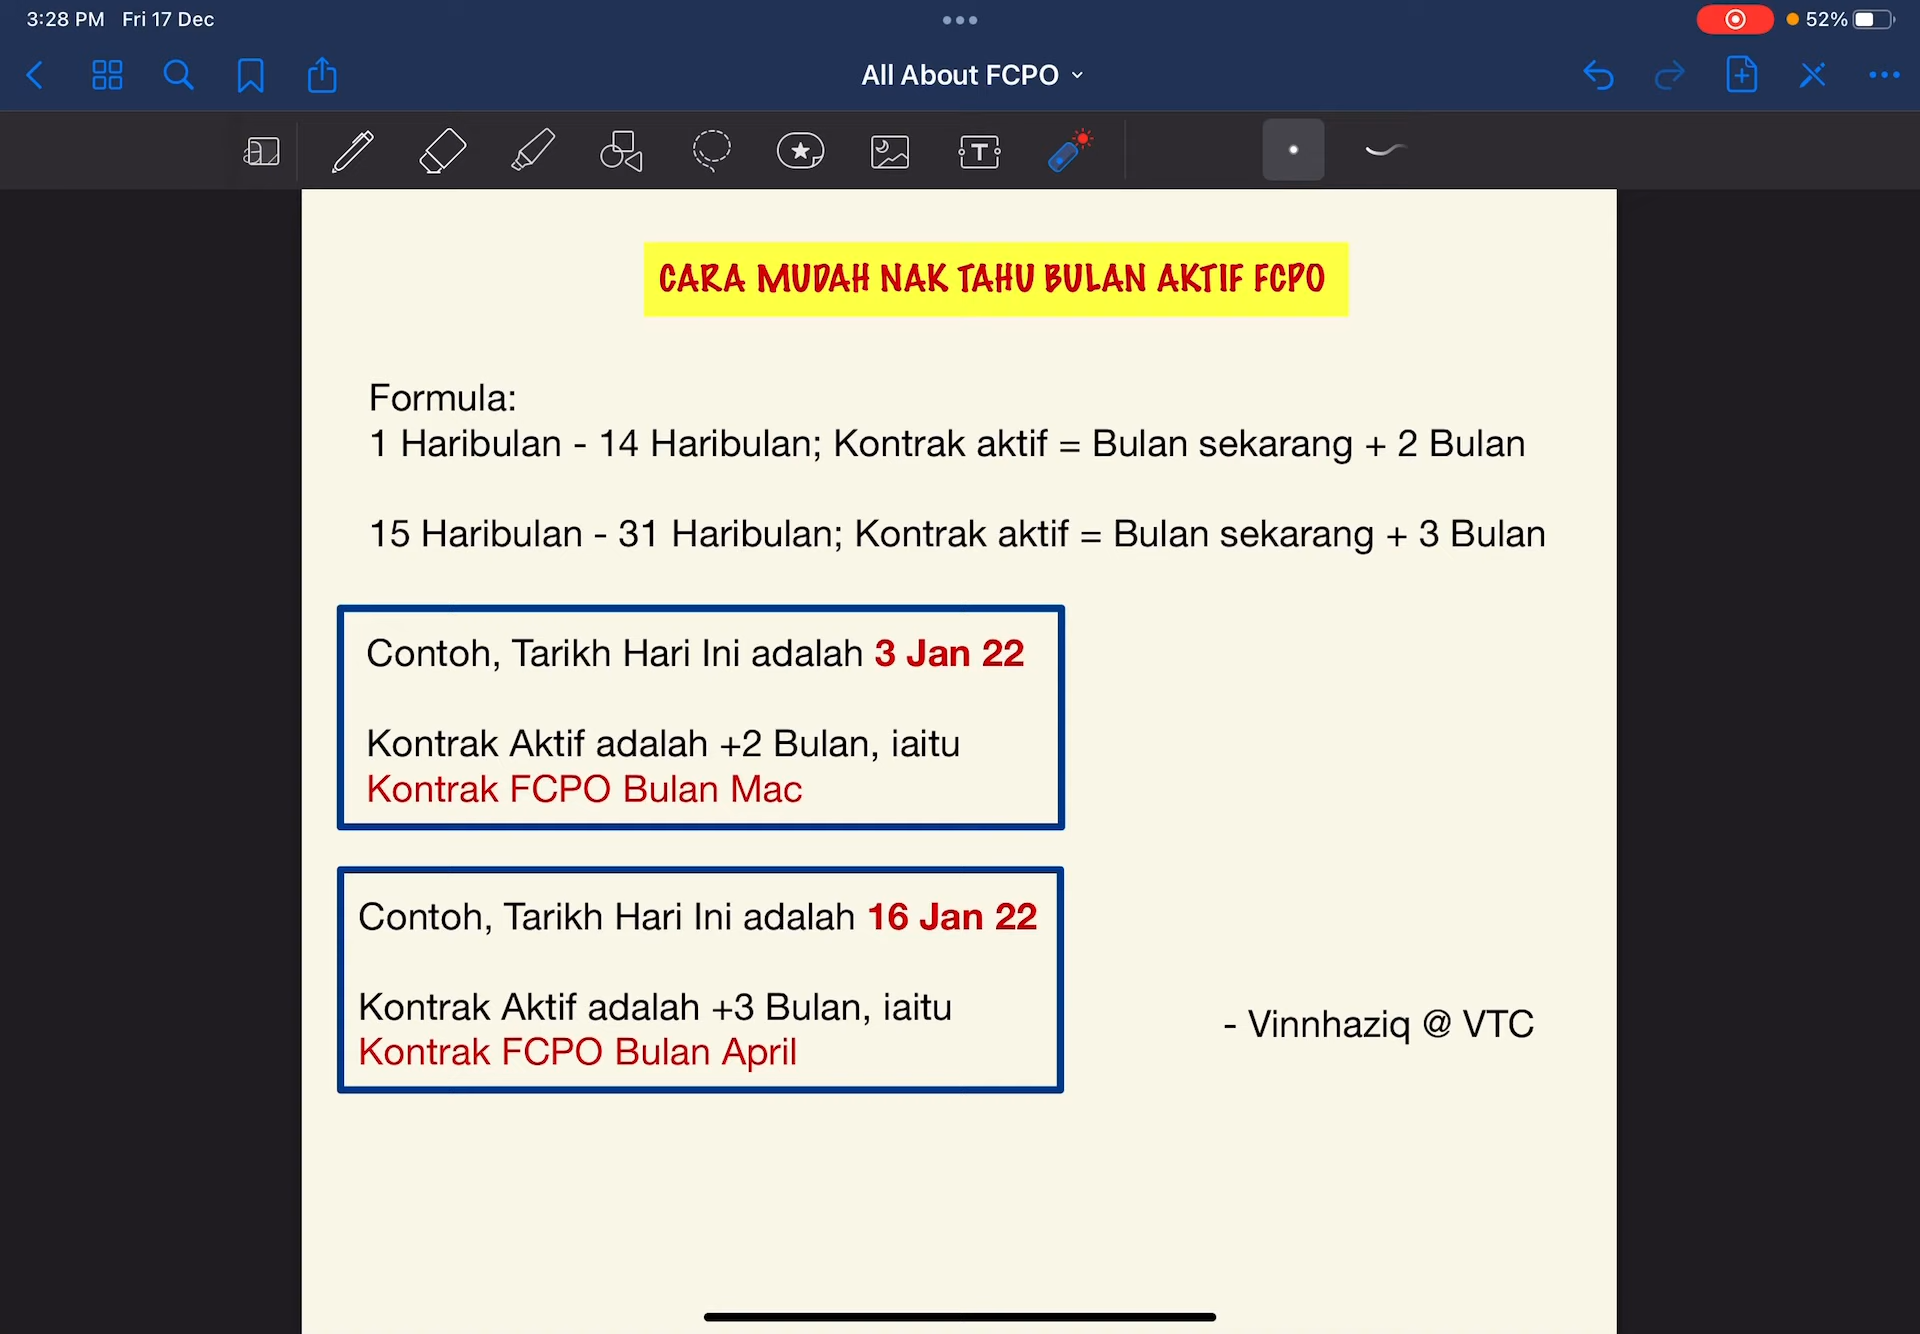 3:28 PM Fri 17 Dec
52%
All About FCPO
CARA MUDAH NAK TAHU BULAN AKTIF FCPO
Formula:
1 Haribulan - 14 Haribulan; Kontrak aktif = Bulan sekarang + 2 Bulan
15 Haribulan - 31 Haribulan; Kontrak aktif = Bulan sekarang + 3 Bulan
Contoh, Tarikh Hari Ini adalah 3 Jan 22
Kontrak Aktif adalah +2 Bulan, iaitu
Kontrak FCPO Bulan Mac
Contoh, Tarikh Hari Ini adalah 16 Jan 22
Kontrak Aktif adalah +3 Bulan, iaitu
Kontrak FCPO Bulan April
- Vinnhaziq @ VTC